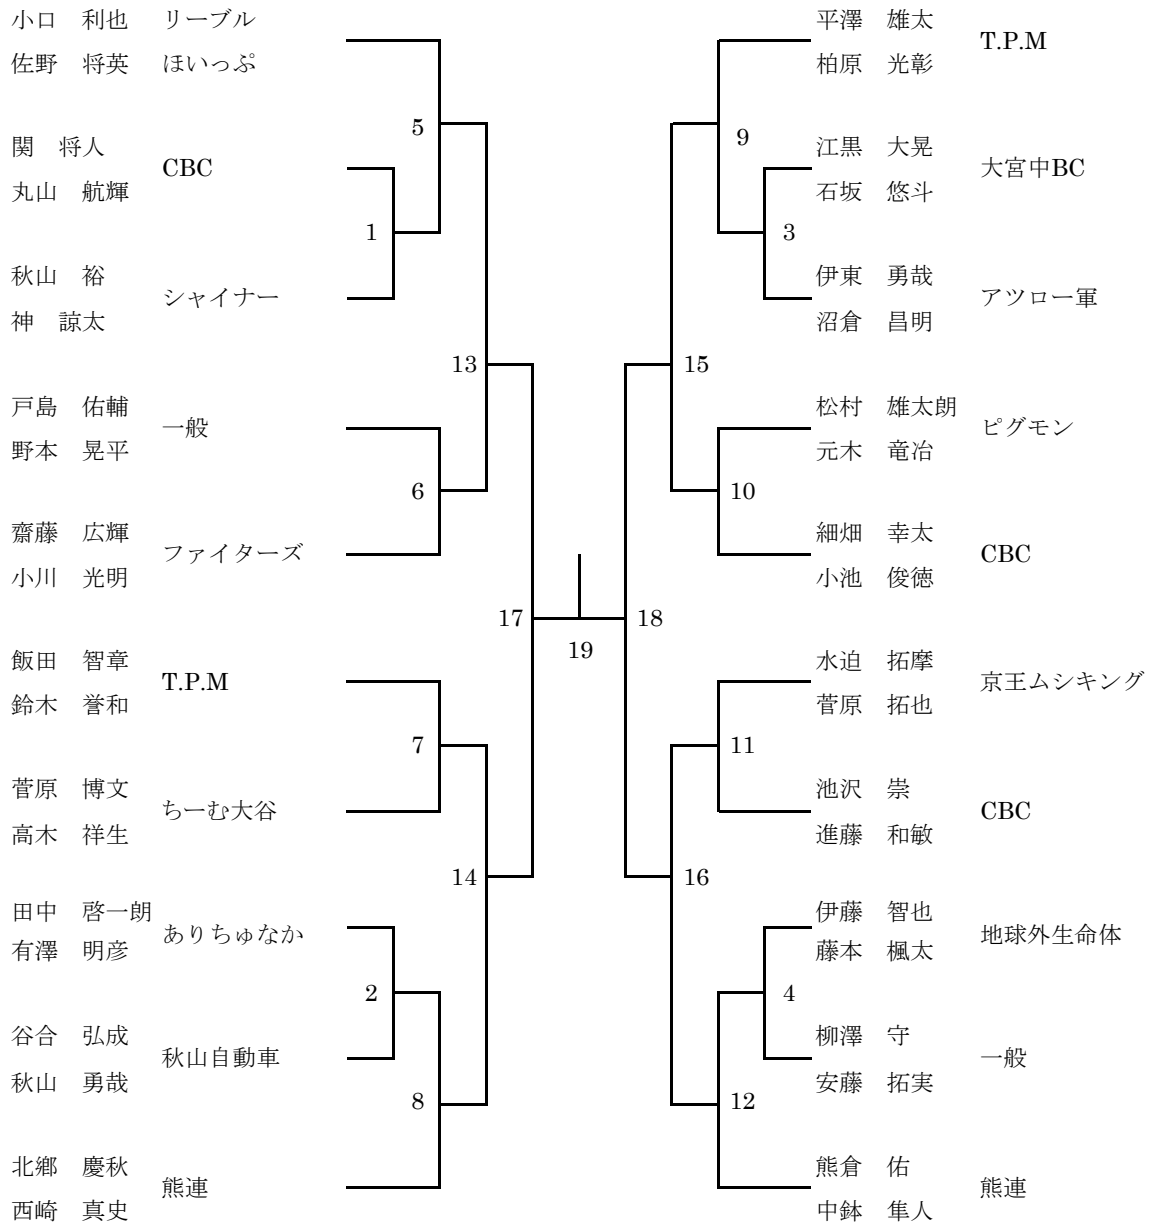 小口　利也　リーブル
佐野　将英　ほいっぷ
5
関　将人
CBC
丸山　航輝
1
秋山　裕
シャイナー
神　諒太
13
戸島　佑輔
一般
野本　晃平
6
齋藤　広輝
ファイターズ
小川　光明
17
飯田　智章
T.P.M
鈴木　誉和
7
菅原　博文
ちーむ大谷
高木　祥生
14
田中　啓一朗
ありちゅなか
有澤　明彦
2
谷合　弘成
秋山自動車
秋山　勇哉
8
北郷　慶秋
熊連
西崎　真史
19
平澤　雄太
T.P.M
柏原　光彰
9
江黒　大晃
大宮中BC
石坂　悠斗
3
伊東　勇哉
アツロー軍
沼倉　昌明
15
松村　雄太朗
ピグモン
元木　竜冶
10
細畑　幸太
CBC
小池　俊徳
18
水迫　拓摩
京王ムシキング
菅原　拓也
11
池沢　崇
CBC
進藤　和敏
16
伊藤　智也
地球外生命体
藤本　楓太
4
柳澤　守
一般
安藤　拓実
12
熊倉　佑
熊連
中鉢　隼人